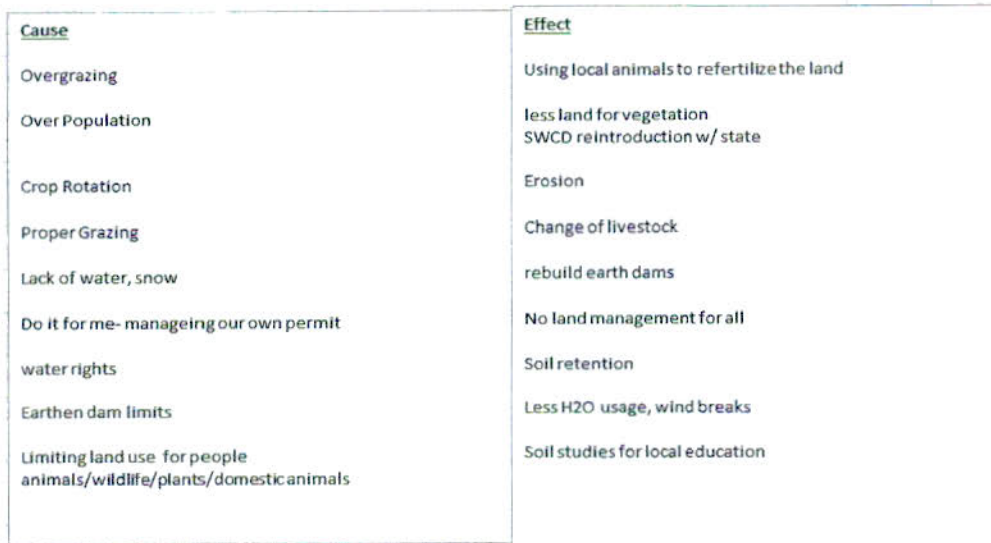 Cause
Overgrazing
Over Population
Crop Rotation
Proper Grazing
Lack of water, snow
Do it for me- manageing our own permit
water rights
Earthen dam limits
Limiting land use for people
animals/wildlife/plants/domestic animals
Effect
Using local animals to refertilize the land
less land for vegetation
SWCD reintroduction w/ state
Erosion
Change of livestock
rebuild earth dams
No land management for all
Soil retention
Less H2O usage, wind breaks
Soil studies for local education